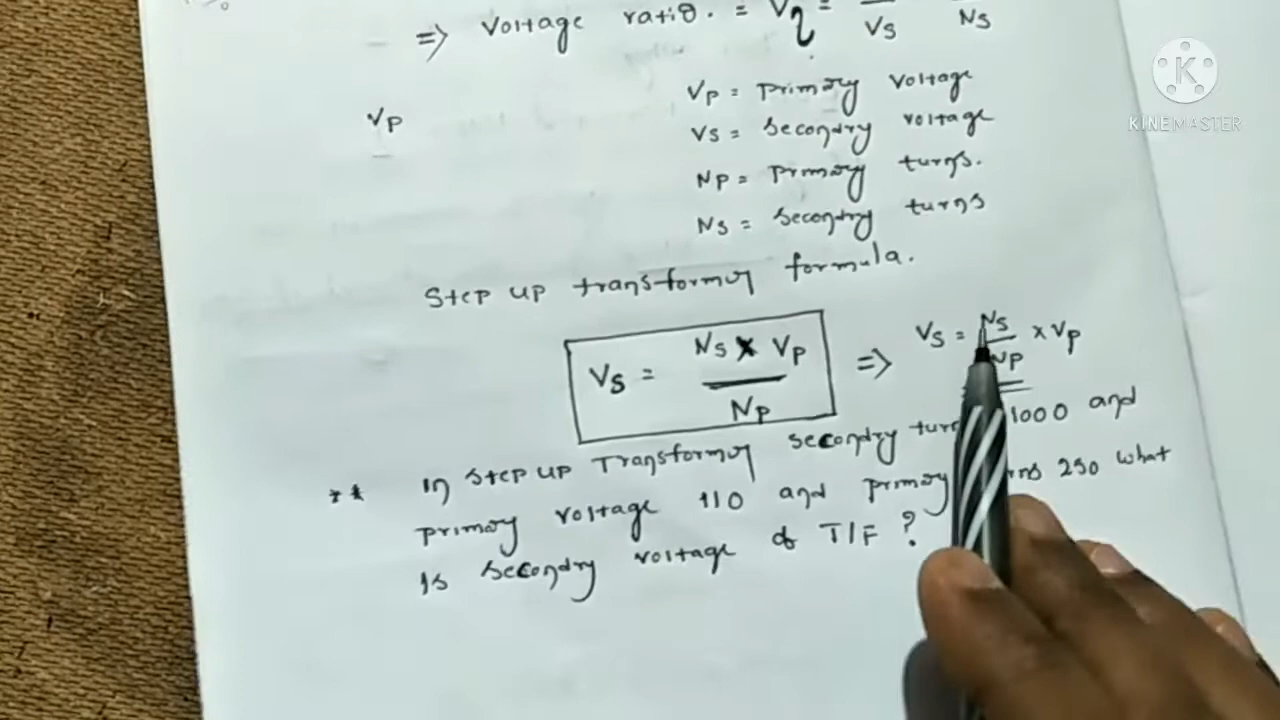 => Voltage ratio. = V =
Vs Ns
Vp = Primary Voltage
Vp
Vs = Secondry voltage
Np = Primary turns.
Ns = Secondry turns
Step up transformer formula.
Vs = Ns x Vp / Np => Vs = Ns / Np x Vp
** In Step up Transformer Secondry 1000 and
primary voltage 110 and primary 250 what
Is Secondry voltage of T/F ?
KINEMASTER